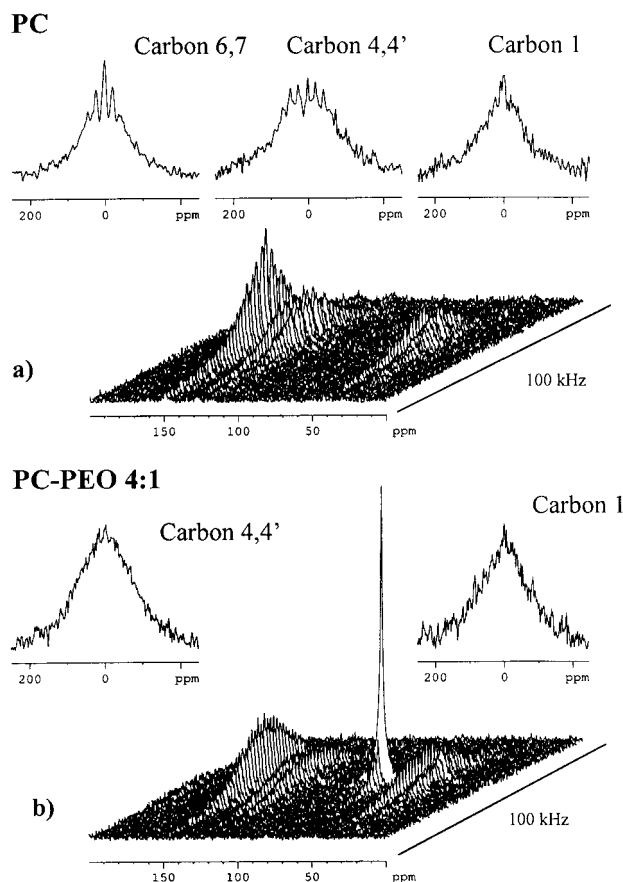 PC
Carbon 6,7 Carbon 4,4' Carbon 1
200 0 ppm 200 0 ppm 200 0 ppm
a)
100 kHz
150 100 50 ppm
PC-PEO 4:1
Carbon 4,4' Carbon 1
200 0 ppm 200 0 ppm
b)
100 kHz
150 100 50 ppm